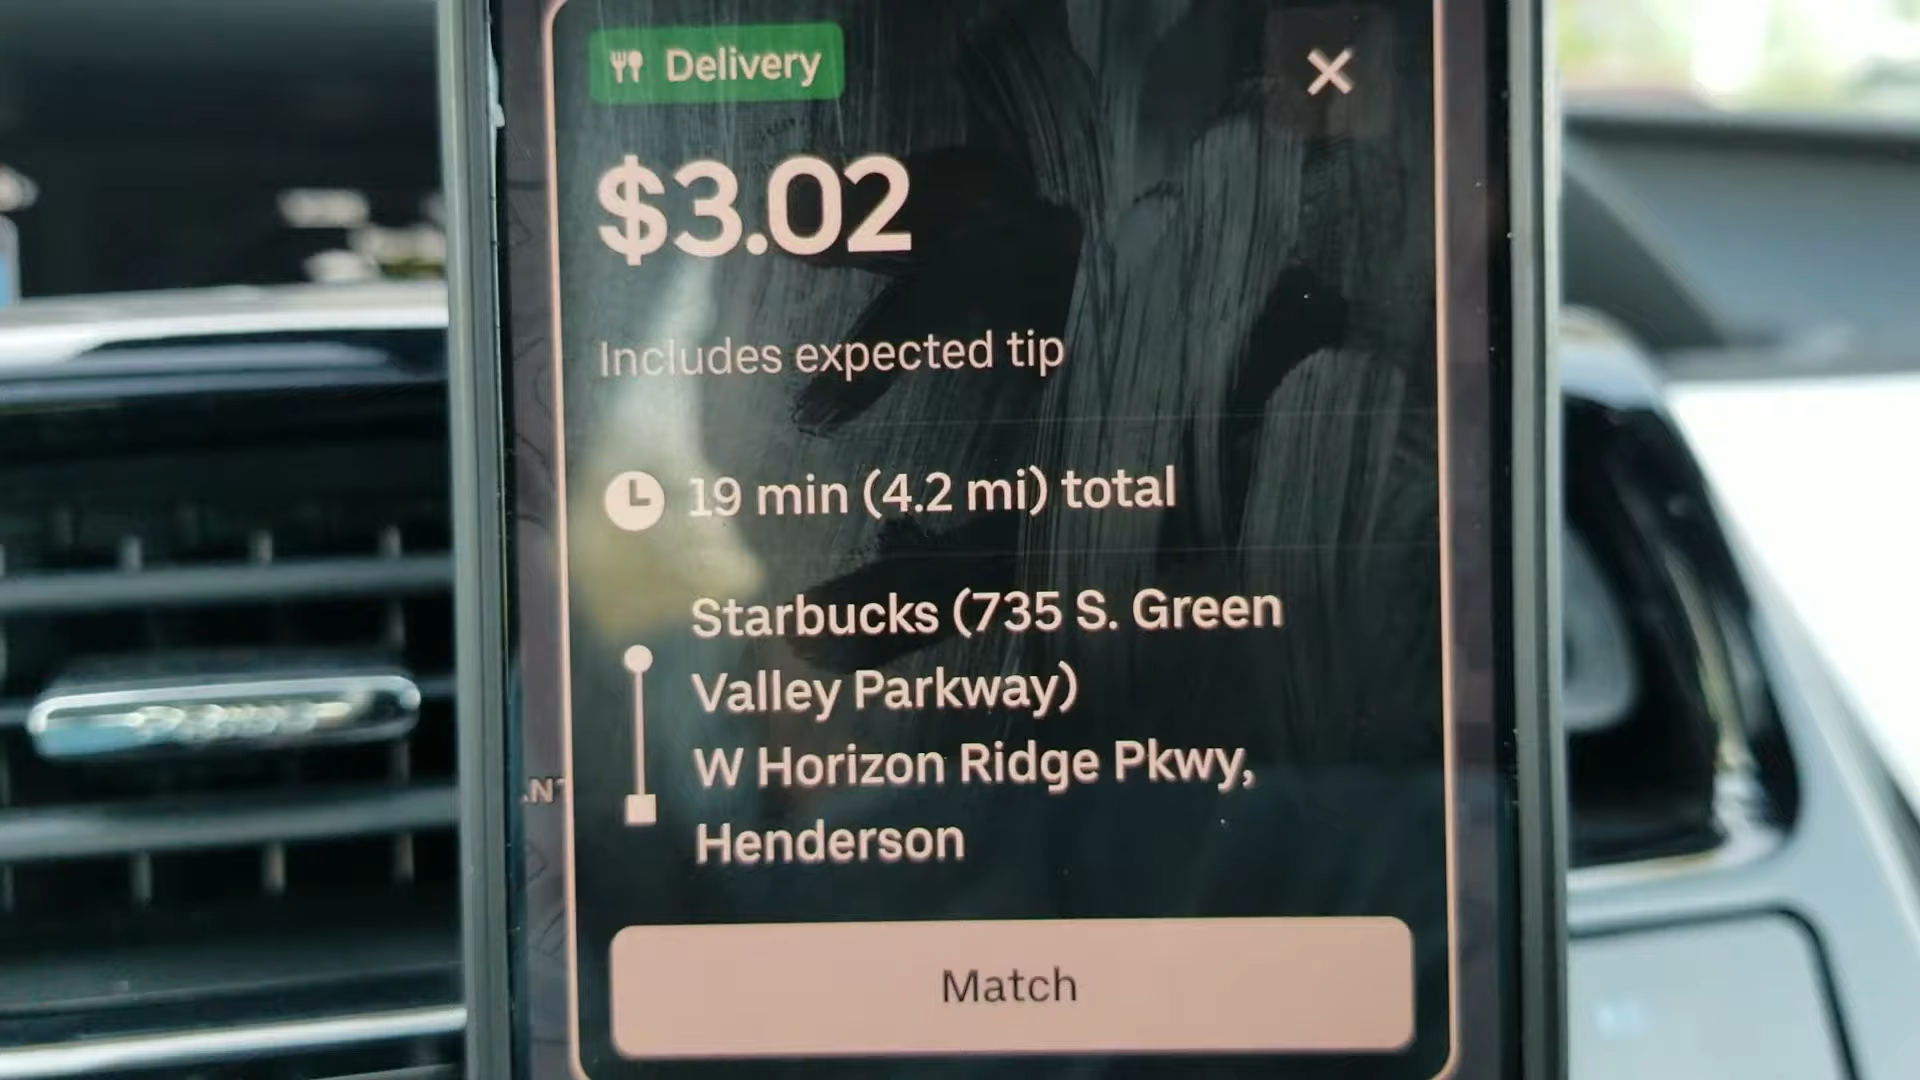 Delivery
$3.02
Includes expected tip
19 min (4.2 mi) total
Starbucks (735 S. Green
Valley Parkway)
W Horizon Ridge Pkwy,
Henderson
Match